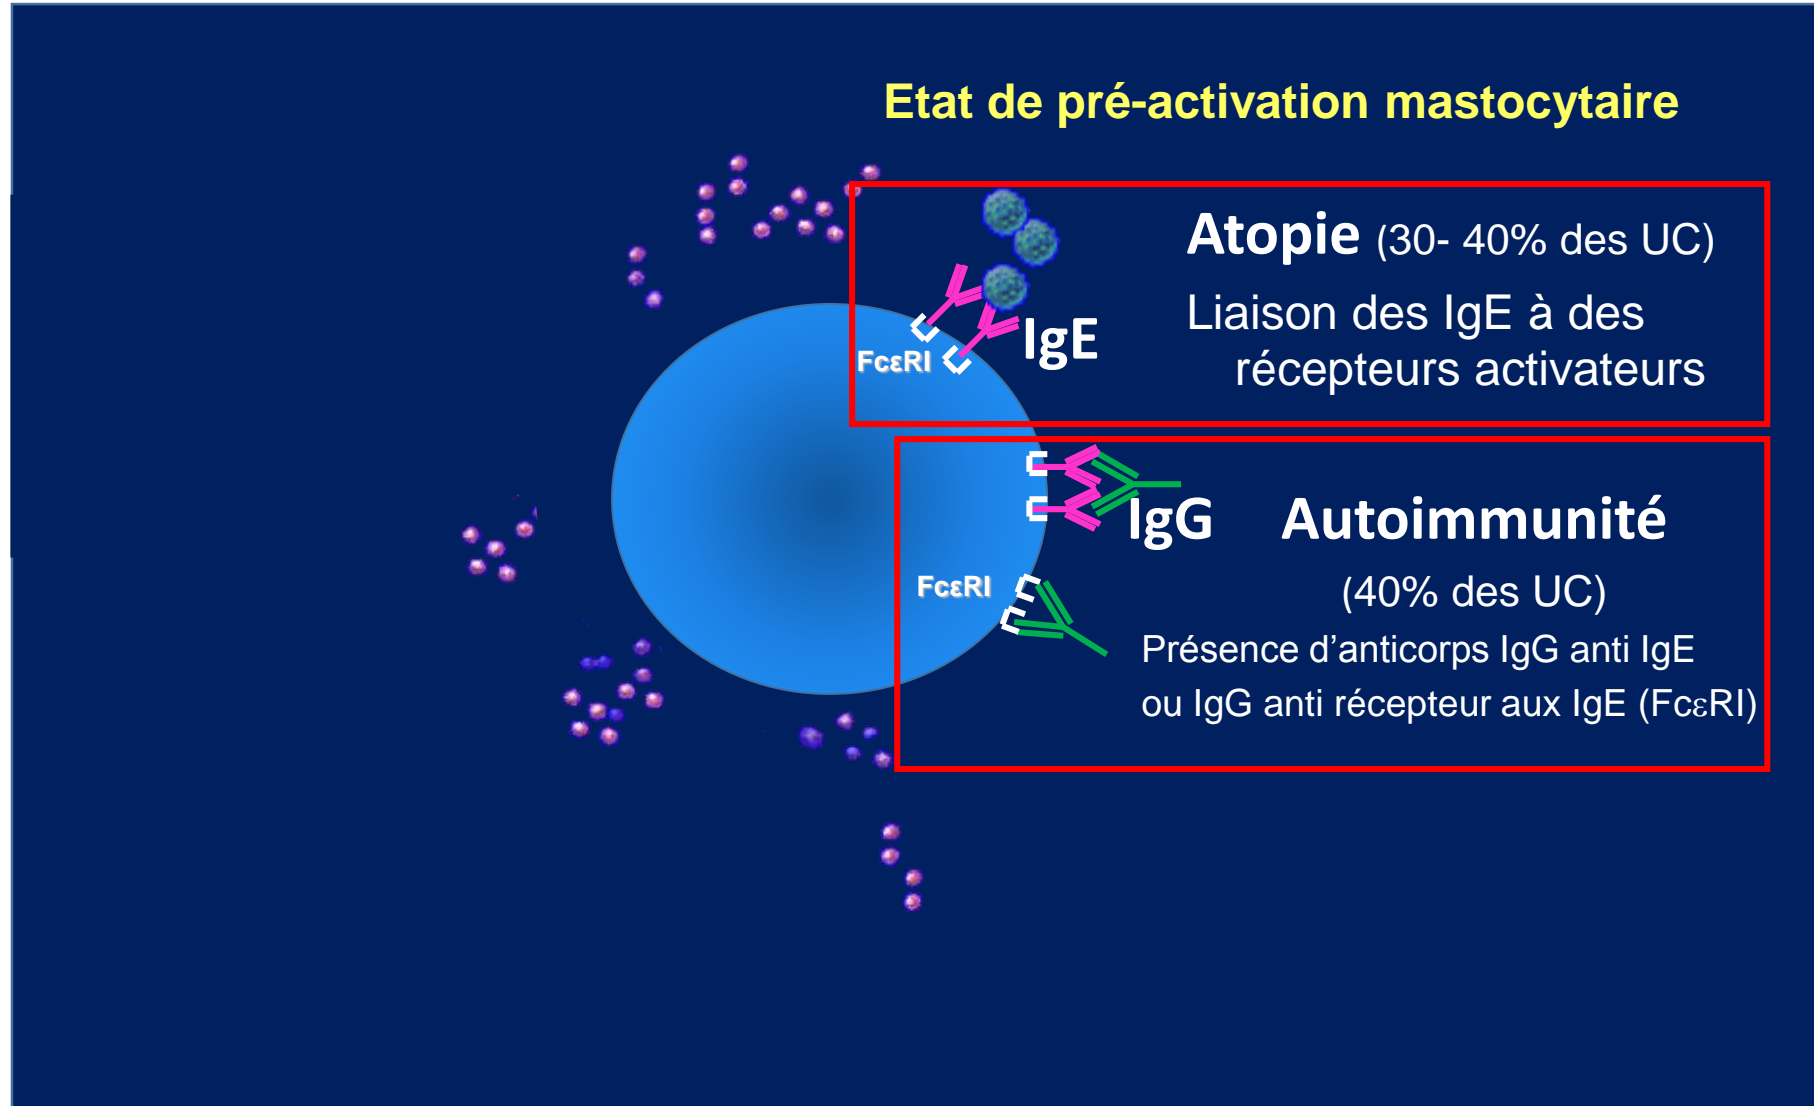 Etat de pré-activation mastocytaire
Atopie (30- 40% des UC)
Liaison des IgE à des
récepteurs activateurs
IgE
FcεRI
IgG
Autoimmunité
(40% des UC)
FcεRI
Présence d’anticorps IgG anti IgE
ou IgG anti récepteur aux IgE (FcεRI)